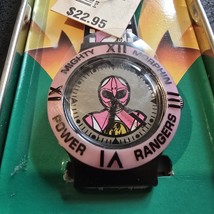 $22.95
XII
MIGHTY MORPHIN
IX III
POWER RANGERS
VI